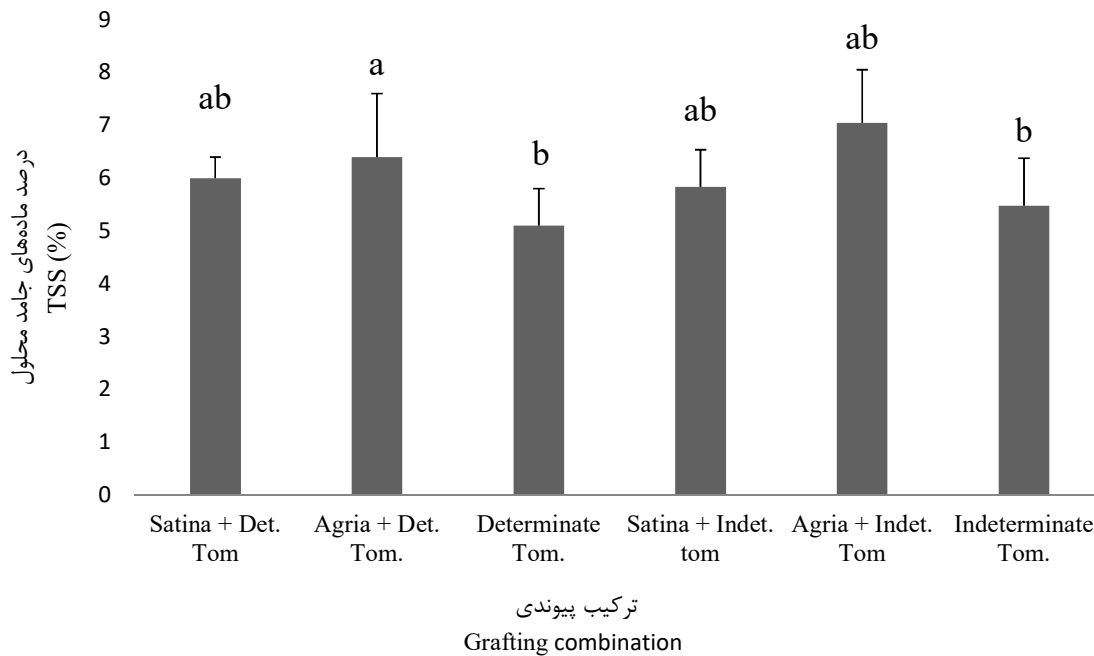 درصد ماده‌های جامد محلول
TSS (%)
9
8
7
6
5
4
3
2
1
0
ab
a
b
ab
ab
b
Satina + Det.
Tom
Agria + Det.
Tom.
Determinate
Tom.
Satina + Indet.
tom
Agria + Indet.
Tom
Indeterminate
Tom.
ترکیب پیوندی
Grafting combination